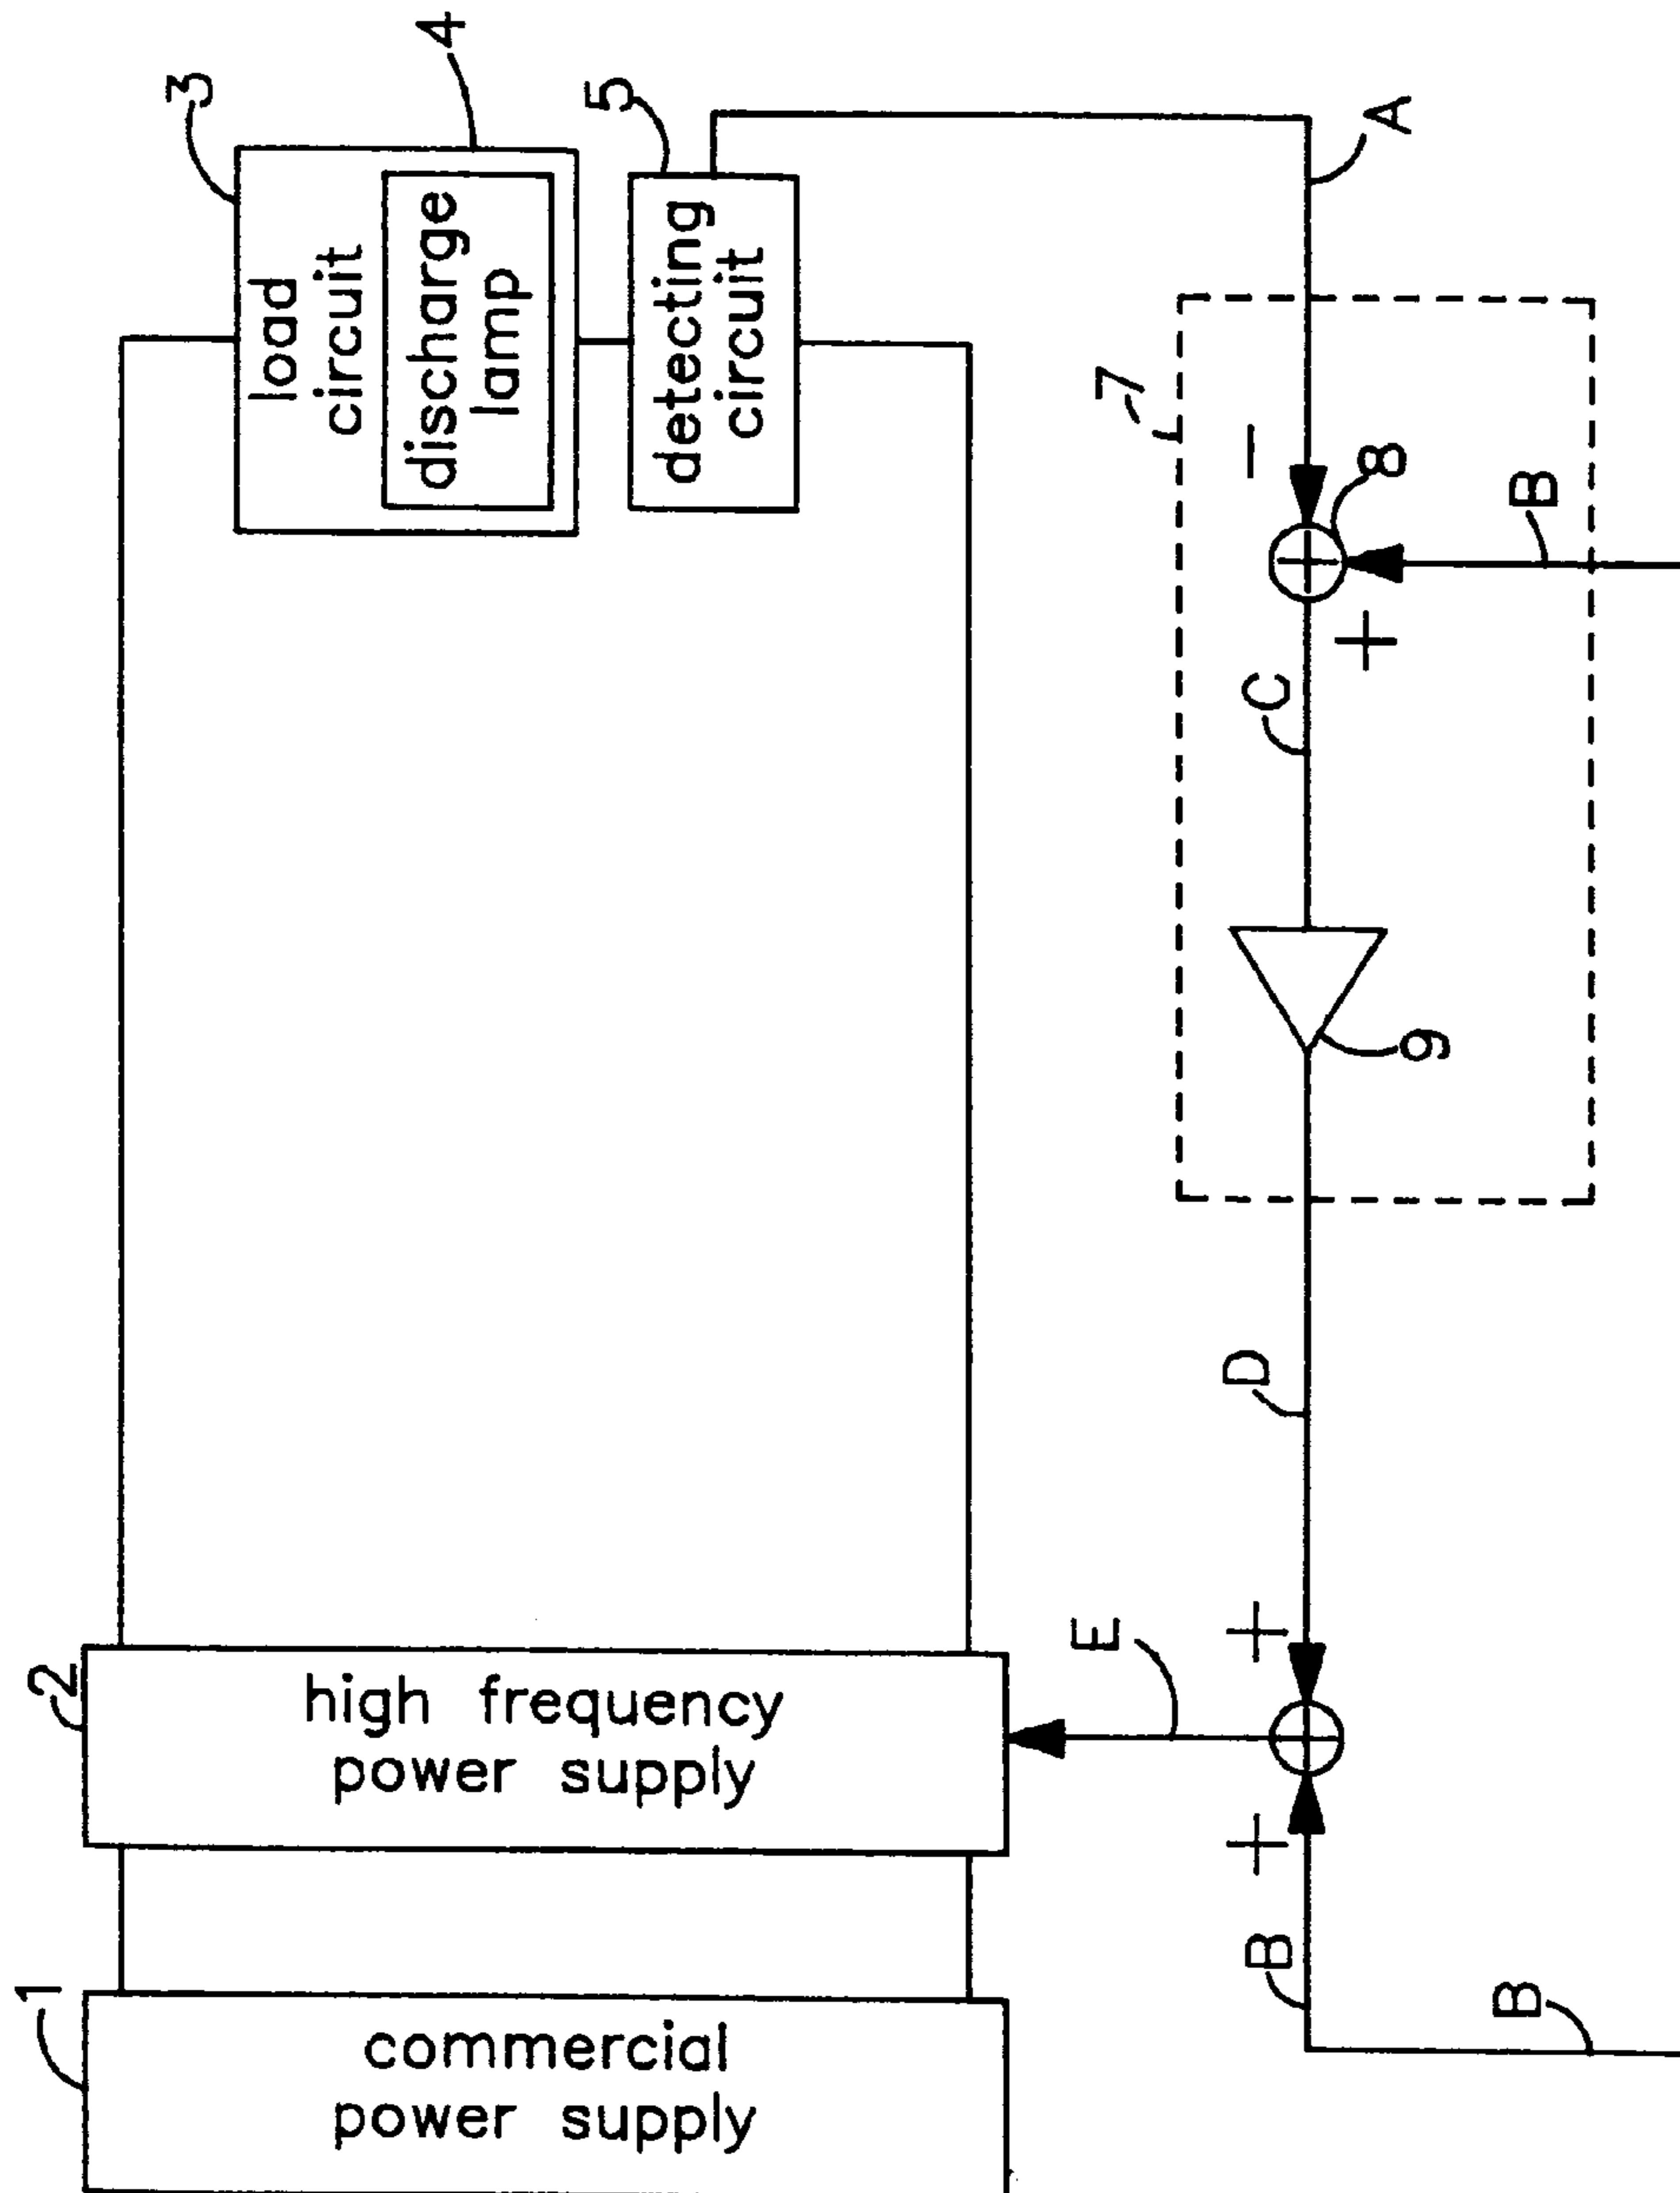 3
load
circuit
4
discharge
lamp
5
detecting
circuit
A
7
−
8
B
+
C
9
D
E
+
2
high frequency
power supply
+
B
B
1
commercial
power supply